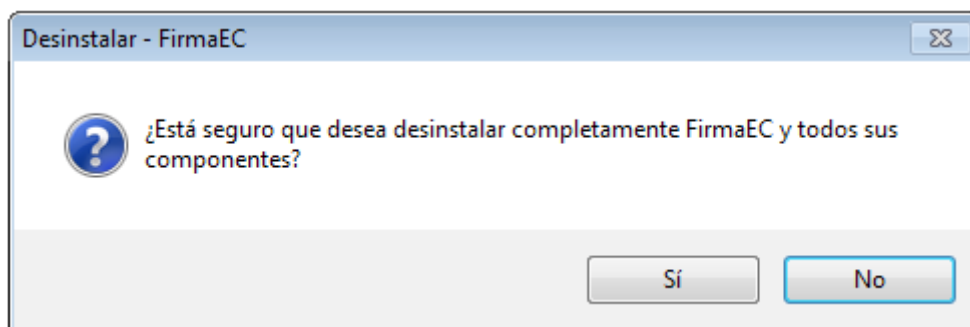 Desinstalar - FirmaEC
¿Está seguro que desea desinstalar completamente FirmaEC y todos sus
componentes?
Sí
No